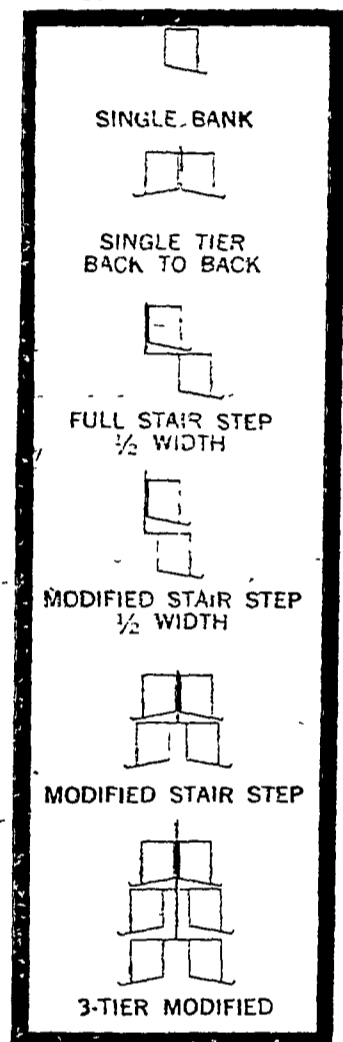 SINGLE BANK
SINGLE TIER
BACK TO BACK
FULL STAIR STEP
½ WIDTH
MODIFIED STAIR STEP
½ WIDTH
MODIFIED STAIR STEP
3-TIER MODIFIED